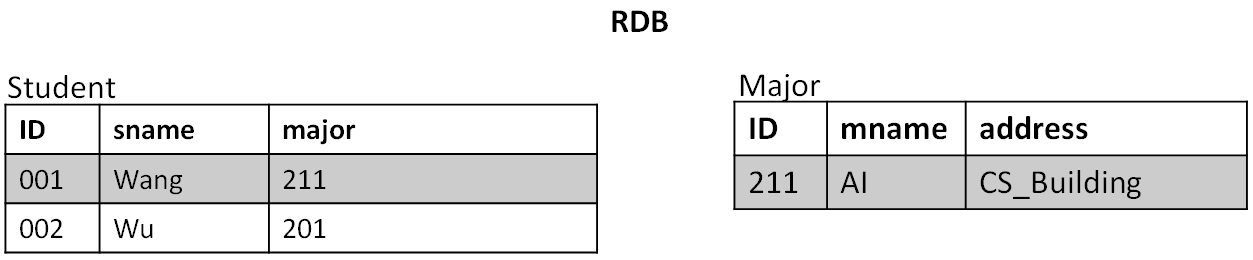 RDB
Student
ID sname major
001 Wang 211
002 Wu 201
Major
ID mname address
211 AI CS_Building